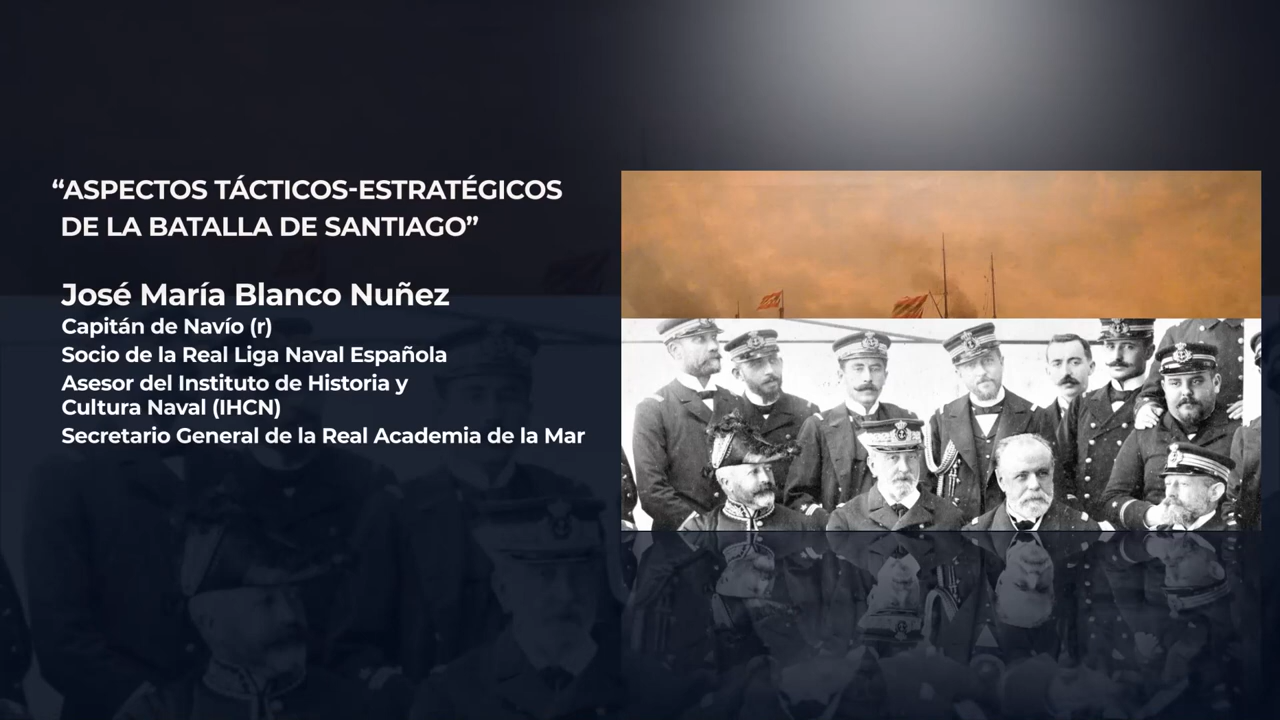 “ASPECTOS TÁCTICOS-ESTRATÉGICOS
DE LA BATALLA DE SANTIAGO”
José María Blanco Nuñez
Capitán de Navío (r)
Socio de la Real Liga Naval Española
Asesor del Instituto de Historia y
Cultura Naval (IHCN)
Secretario General de la Real Academia de la Mar